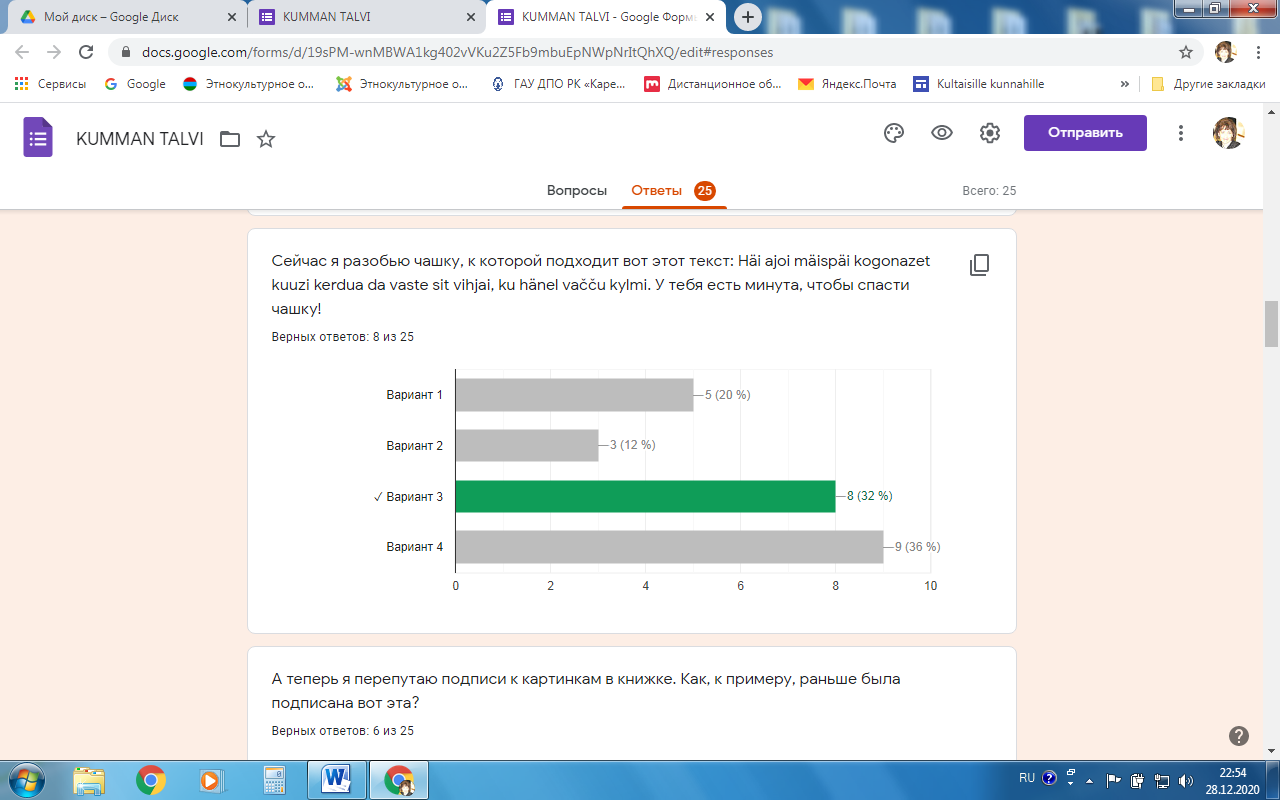 Мой диск – Google Диск
KUMMAN TALVI
KUMMAN TALVI - Google Форм
docs.google.com/forms/d/19sPM-wnMBWA1kg402vVKu2Z5Fb9mbuEpNWpNrItQhXQ/edit#responses
Сервисы Google Этнокультурное о... Этнокультурное о... ГАУ ДПО РК «Каре... Дистанционное об... Яндекс.Почта Kultaisille kunnahille » Другие закладки
KUMMAN TALVI
Отправить
Вопросы Ответы 25 Всего: 25
Сейчас я разобью чашку, к которой подходит вот этот текст: Häi ajoi mäispäi kogonazet
kuuzi kerdua da vaste sit vihjai, ku hänel vačču kylmi. У тебя есть минута, чтобы спасти
чашку!
Верных ответов: 8 из 25
Вариант 1 5 (20 %)
Вариант 2 3 (12 %)
✓ Вариант 3 8 (32 %)
Вариант 4 9 (36 %)
0 2 4 6 8 10
А теперь я перепутаю подписи к картинкам в книжке. Как, к примеру, раньше была
подписана вот эта?
Верных ответов: 6 из 25
RU
22:54
28.12.2020